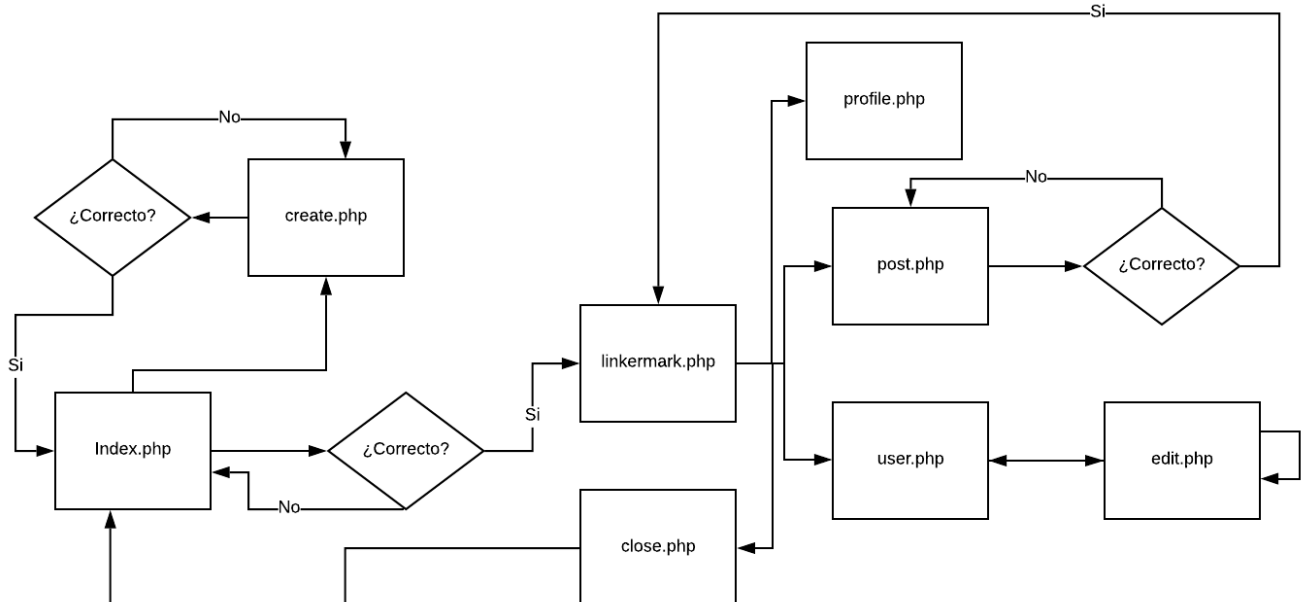 Si
profile.php
No
¿Correcto?
create.php
No
post.php
¿Correcto?
Si
linkermark.php
Si
Index.php
¿Correcto?
No
user.php
edit.php
close.php